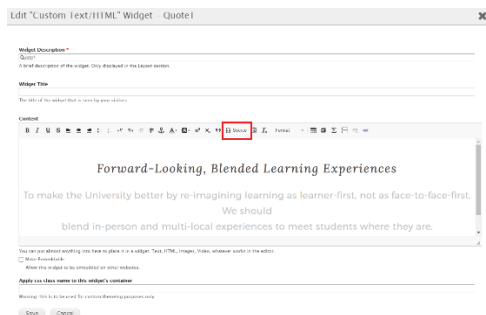 Edit "Custom Text/HTML" Widget - Quote1
Widget Description *
Quote1
A brief description of the widget. Only displayed in the Layout section.
Widget Title
The title of the widget that is seen by your visitors.
Content
B I U S Source Format
Forward-Looking, Blended Learning Experiences
To make the University better by re-imagining learning as learner-first, not as face-to-face-first.
We should
blend in-person and multi-local experiences to meet students where they are.
You can put almost anything into here to place it in a widget. Text, HTML, Images, Video, whatever works in the editor.
Make Embeddable
Allow this widget to be embedded on other websites.
Apply css class name to this widget's container
Warning: this is to be used for custom theming purposes only.
Save Cancel